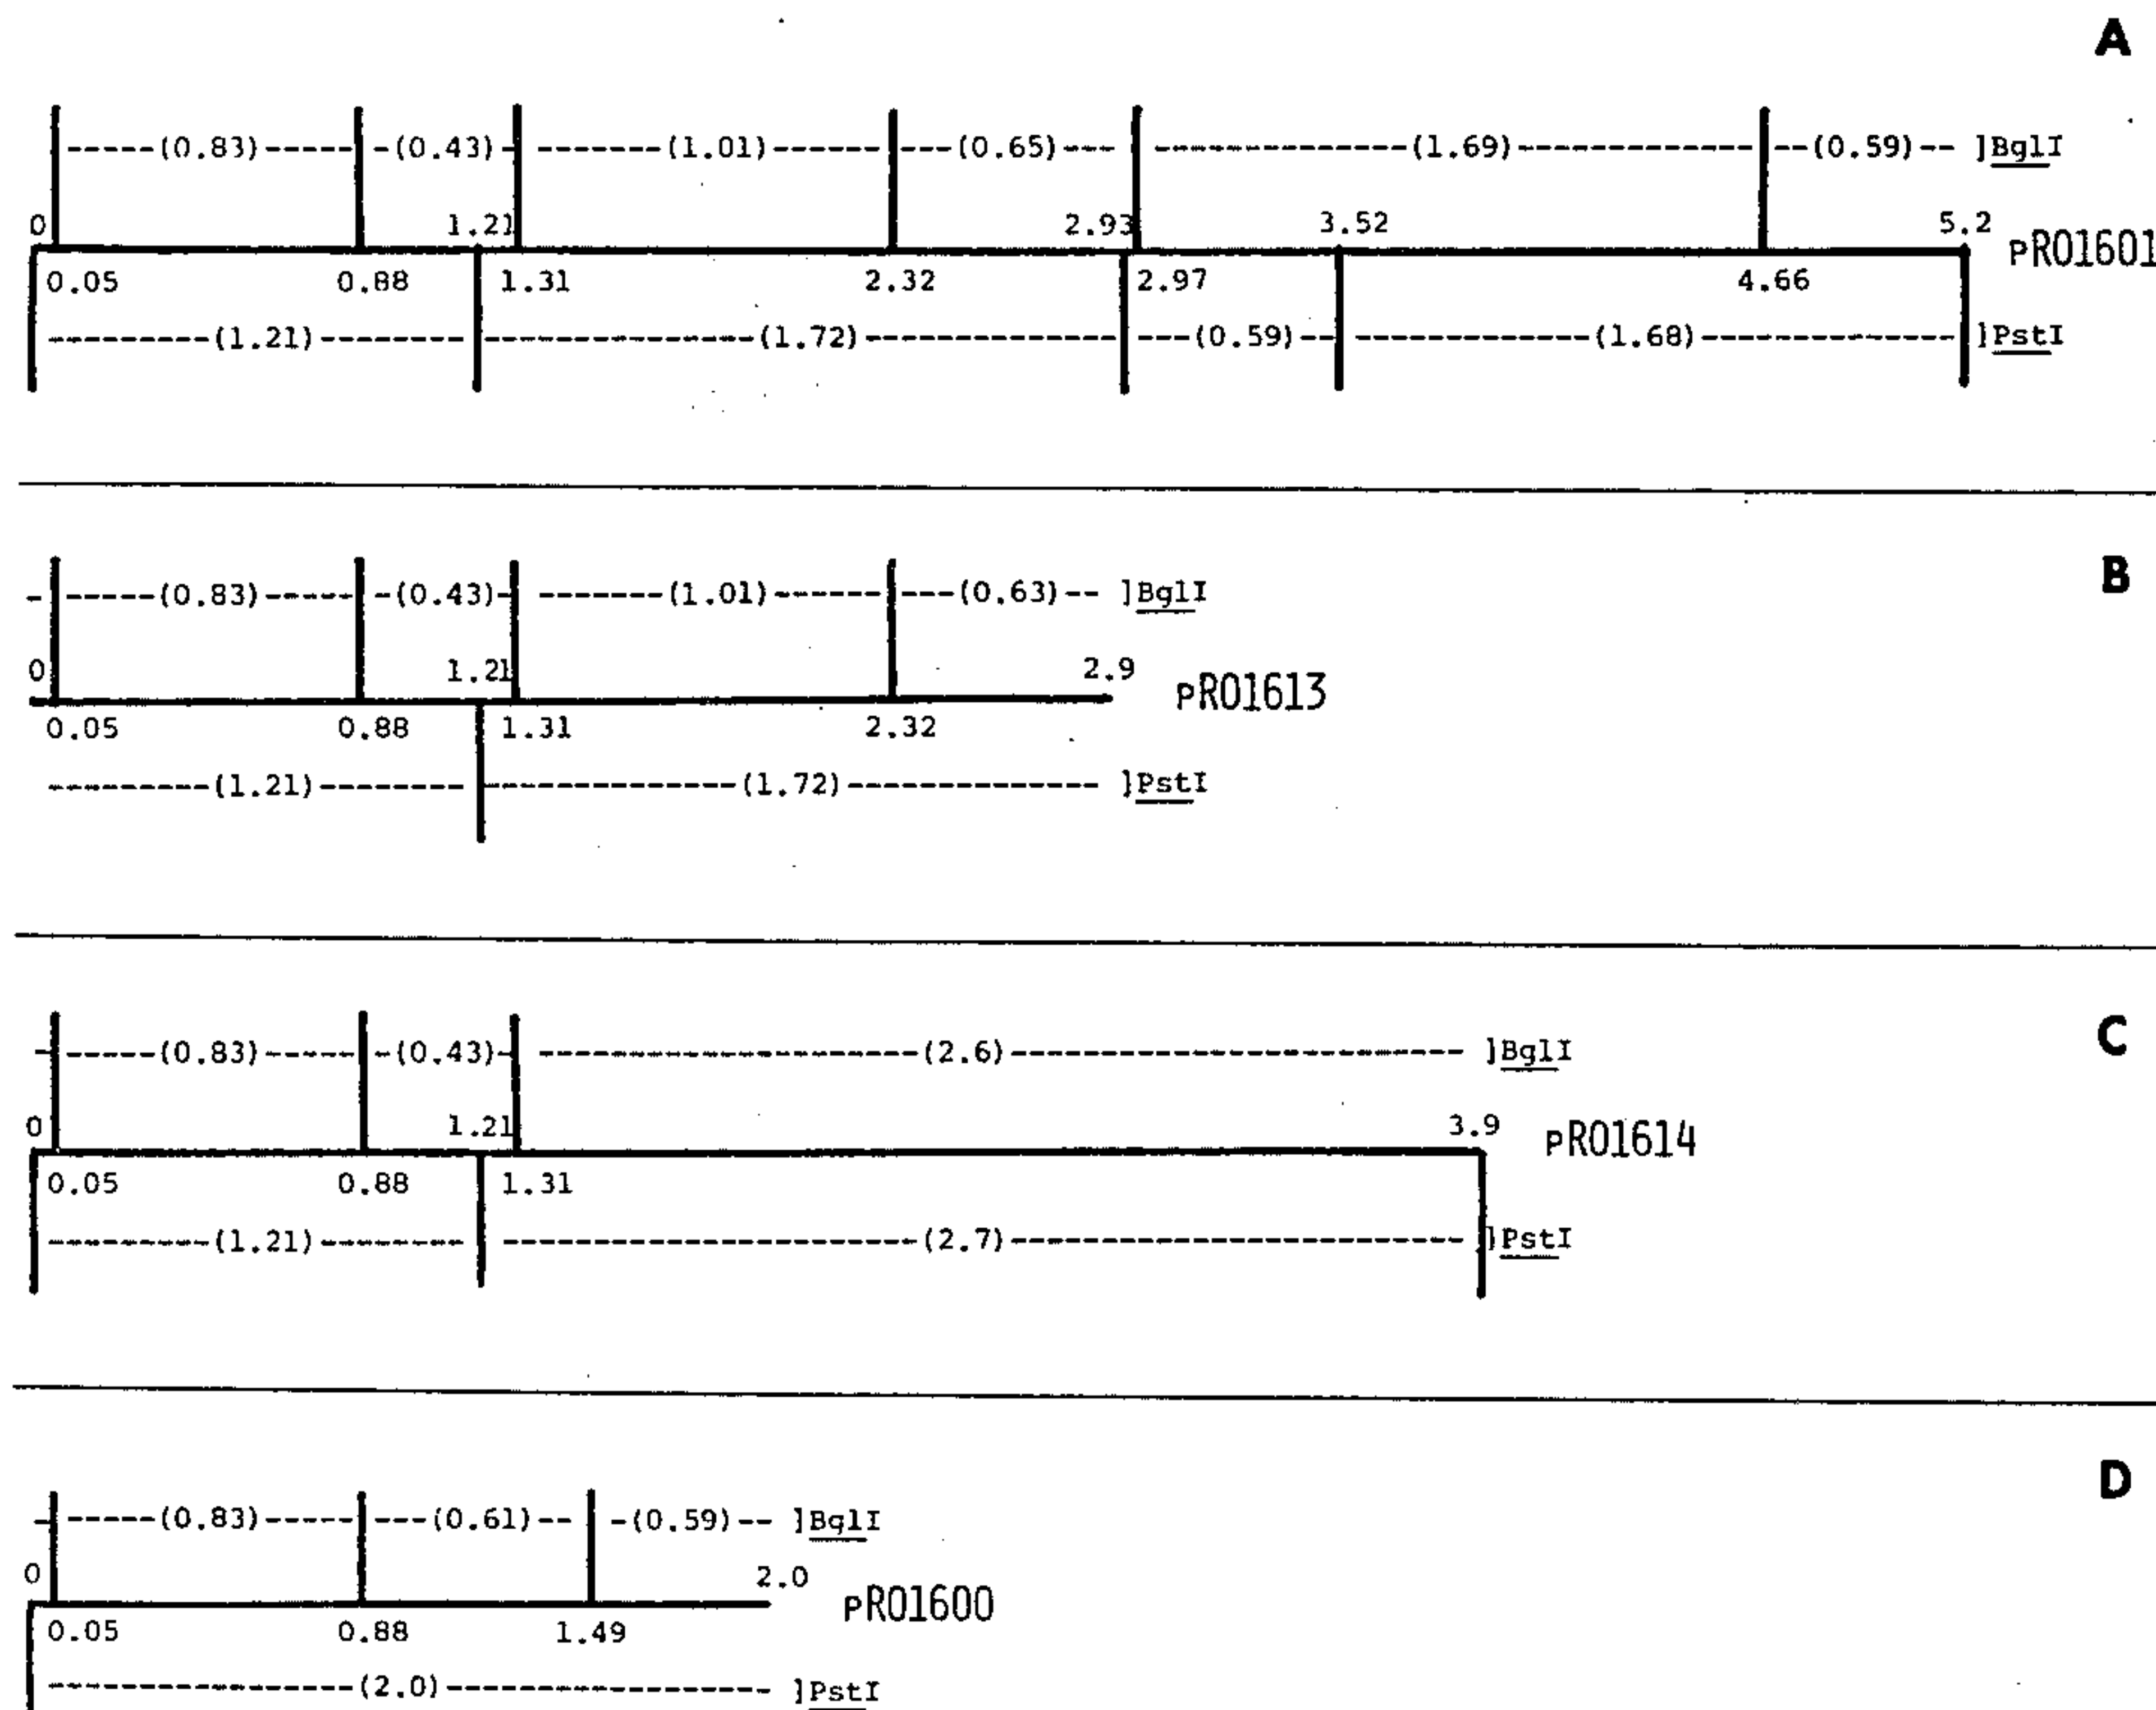 A
-----(0.83)----- -(0.43)- -------(1.01)------- ---(0.65)--- --------------(1.69)-------------- --(0.59)-- ]BglI
0 1.21 2.93 3.52 5.2 pRO1601
0.05 0.88 1.31 2.32 2.97 4.66
---------(1.21)-------- ---------------(1.72)-------------- ---(0.59)-- -------------(1.68)-------------- ]PstI
B
- -----(0.83)----- -(0.43)- -------(1.01)------ ---(0.63)-- ]BglI
0 1.21 2.9 pRO1613
0.05 0.88 1.31 2.32
---------(1.21)-------- --------------(1.72)-------------- ]PstI
C
- -----(0.83)----- -(0.43)- ---------------------(2.6)------------------------- ]BglI
0 1.21 3.9 pRO1614
0.05 0.88 1.31
---------(1.21)-------- -----------------------(2.7)------------------------- ]PstI
D
- -----(0.83)----- ---(0.61)-- -(0.59)-- ]BglI
0 2.0 pRO1600
0.05 0.88 1.49
-----------------(2.0)------------------ ]PstI